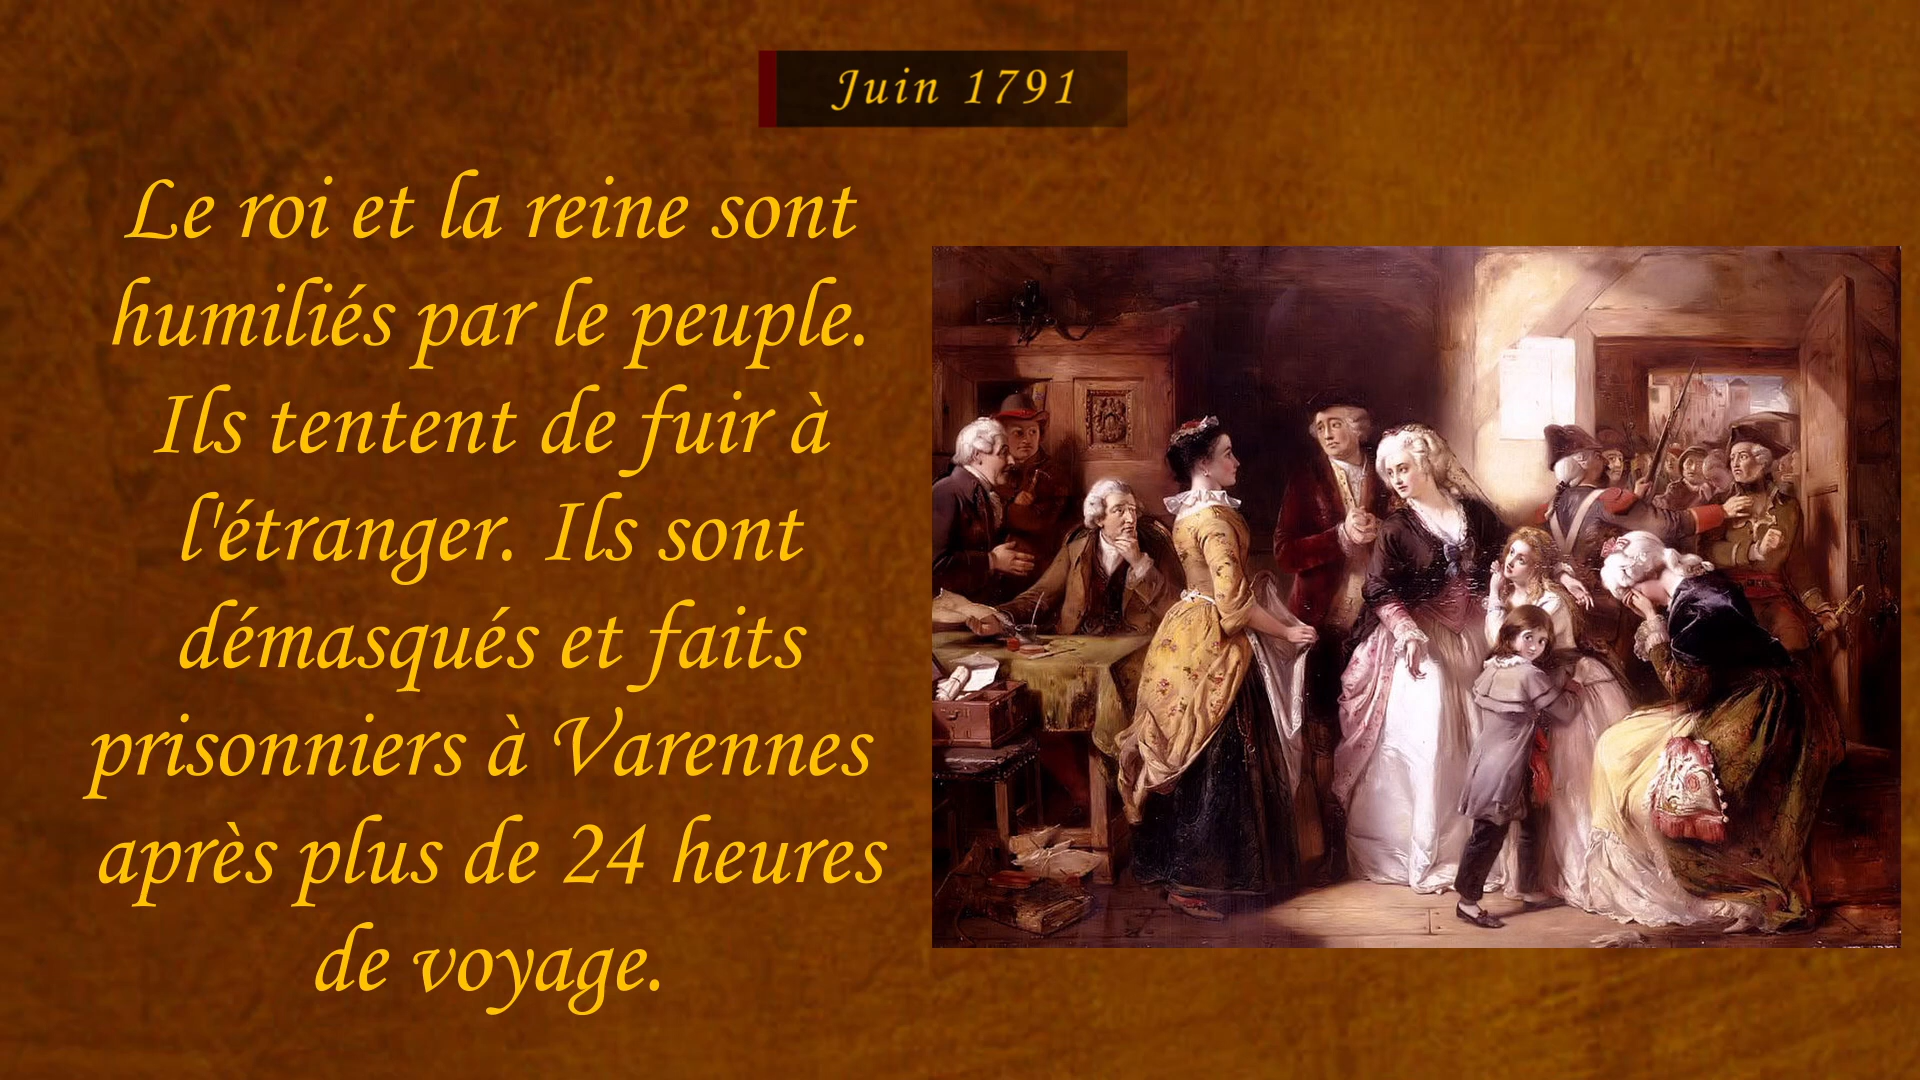 Juin 1791
Le roi et la reine sont
humiliés par le peuple.
Ils tentent de fuir à
l'étranger. Ils sont
démasqués et faits
prisonniers à Varennes
après plus de 24 heures
de voyage.